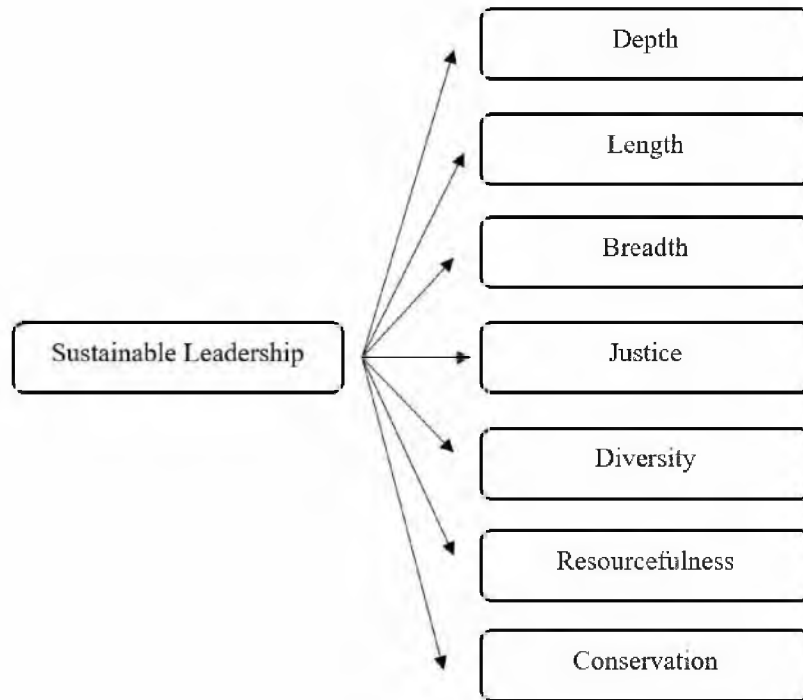 Depth
Length
Breadth
Sustainable Leadership
Justice
Diversity
Resourcefulness
Conservation